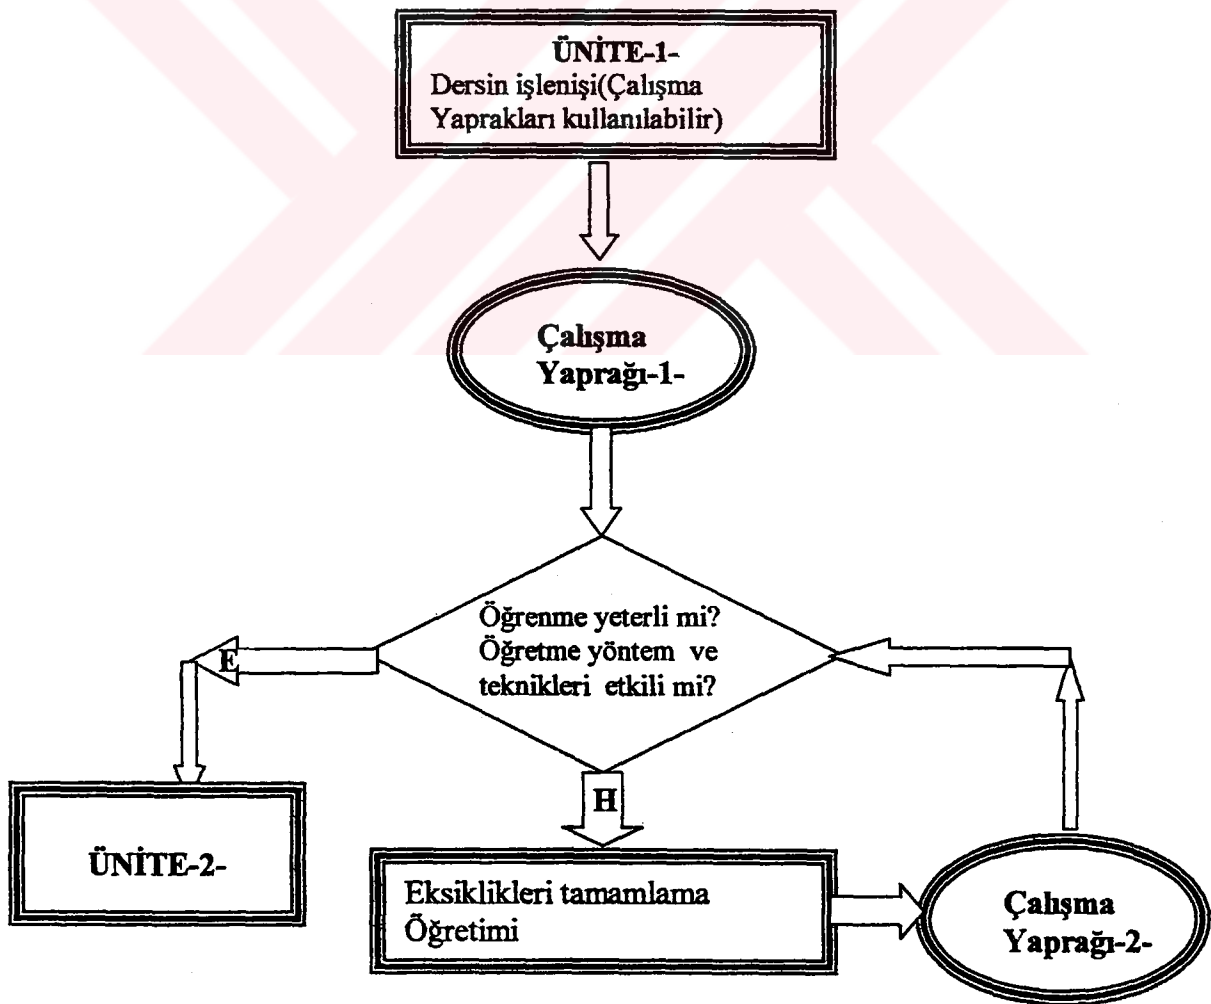 ÜNİTE-1-
Dersin işlenişi(Çalışma
Yaprakları kullanılabilir)
Çalışma
Yaprağı-1-
Öğrenme yeterli mi?
Öğretme yöntem ve
teknikleri etkili mi?
E
H
ÜNİTE-2-
Eksiklikleri tamamlama
Öğretimi
Çalışma
Yaprağı-2-